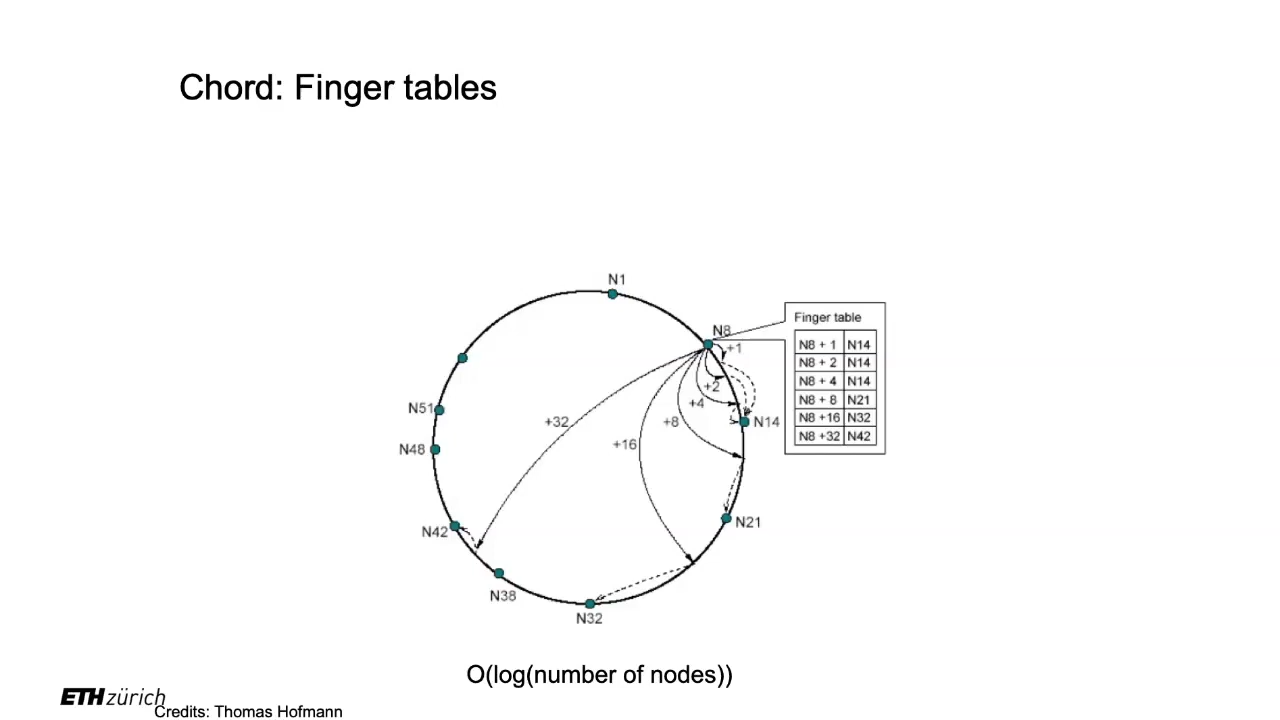 Chord: Finger tables
N1
N8
Finger table
N8 + 1 N14
N8 + 2 N14
N8 + 4 N14
N8 + 8 N21
N8 +16 N32
N8 +32 N42
+1
+2
+4
+8
+16
+32
N14
N51
N48
N21
N42
N38
N32
O(log(number of nodes))
ETH zürich
Credits: Thomas Hofmann